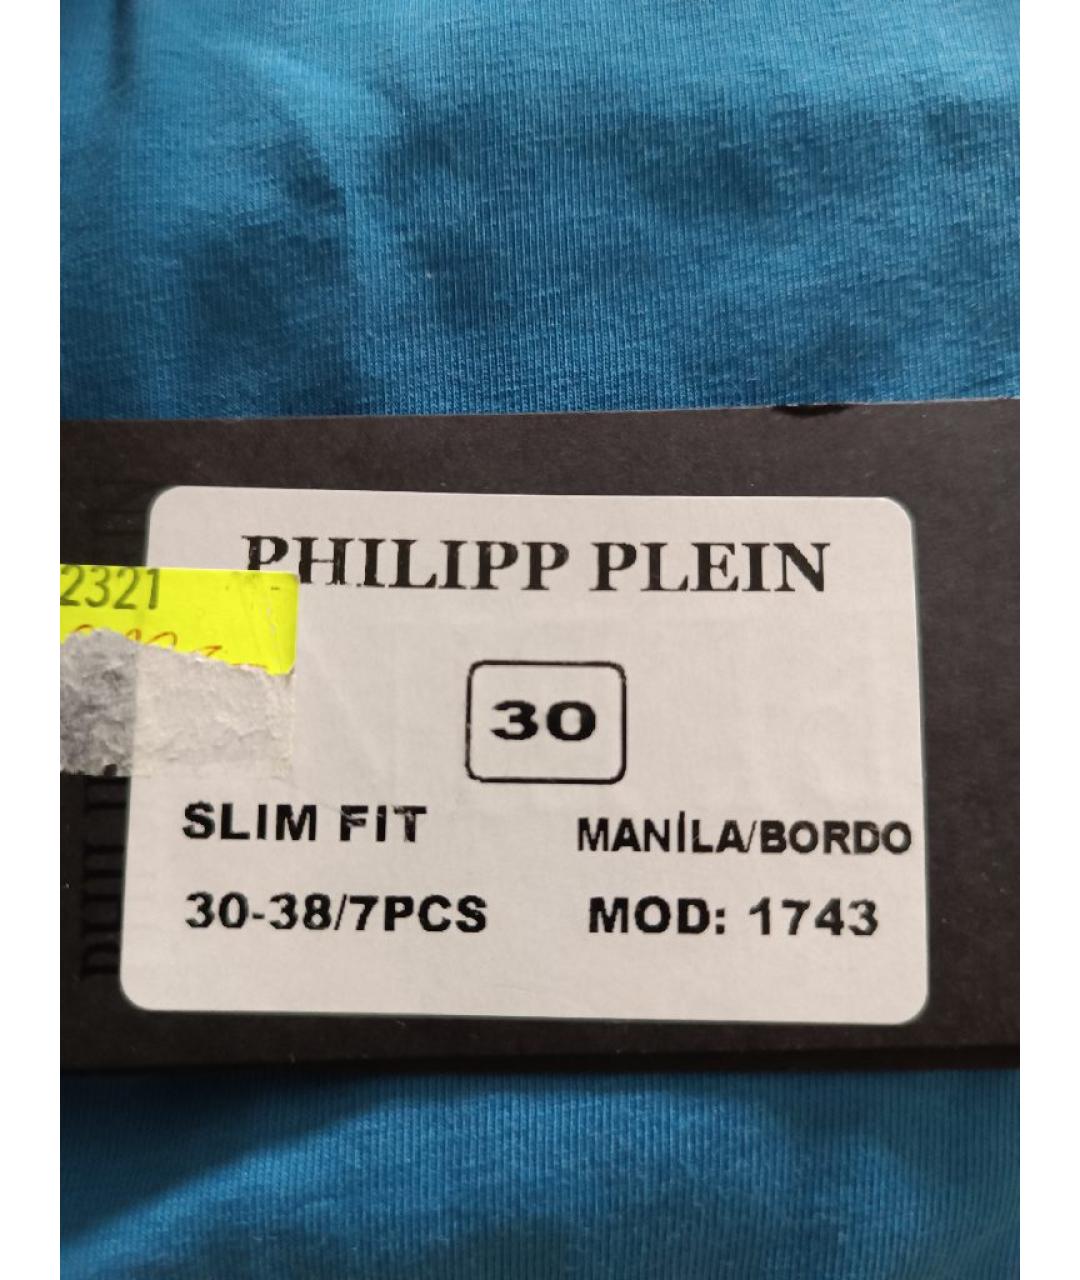 PHILIPP PLEIN
2321
30
SLIM FIT
MANİLA/BORDO
30-38/7PCS
MOD: 1743